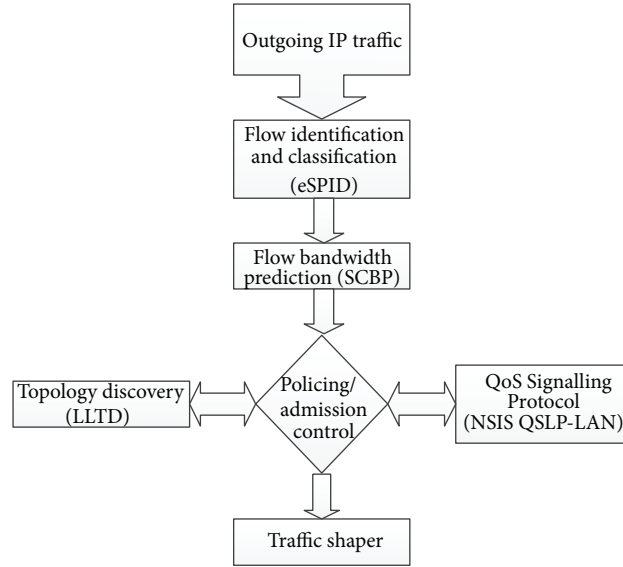 Outgoing IP traffic
Flow identification
and classification
(eSPID)
Flow bandwidth
prediction (SCBP)
Topology discovery
(LLTD)
Policing/
admission
control
QoS Signalling
Protocol
(NSIS QSLP-LAN)
Traffic shaper